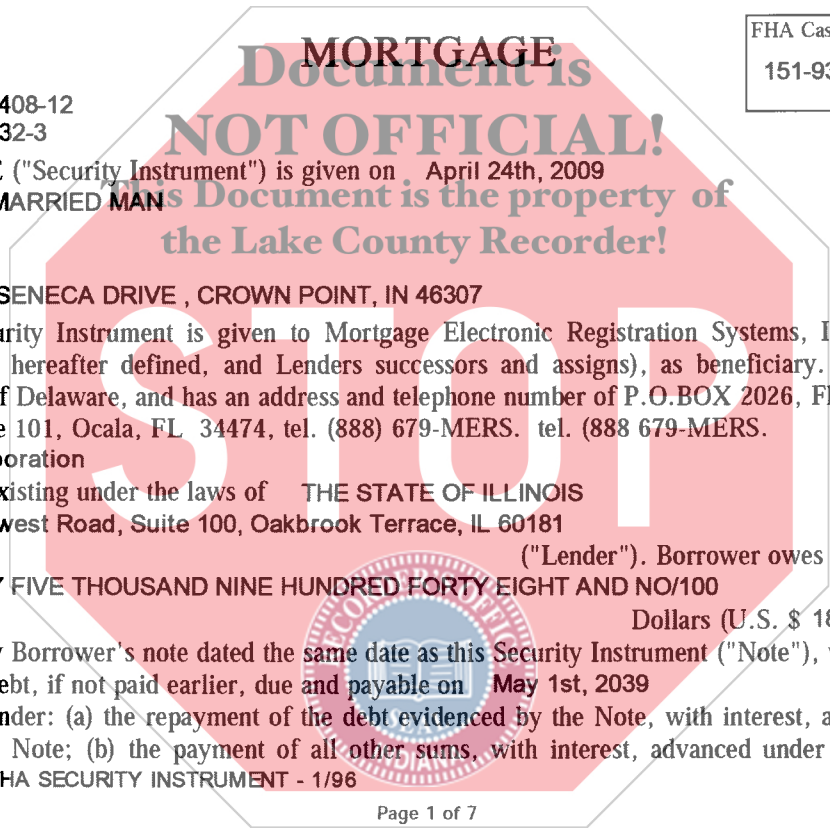 MORTGAGE
FHA Cas
151-93
408-12
32-3
Document is
NOT OFFICIAL!
This Document is the property of
the Lake County Recorder!
("Security Instrument") is given on April 24th, 2009
MARRIED MAN
SENECA DRIVE , CROWN POINT, IN 46307
urity Instrument is given to Mortgage Electronic Registration Systems, I
hereafter defined, and Lenders successors and assigns), as beneficiary.
f Delaware, and has an address and telephone number of P.O.BOX 2026, Fl
e 101, Ocala, FL 34474, tel. (888) 679-MERS. tel. (888 679-MERS.
poration
xisting under the laws of THE STATE OF ILLINOIS
west Road, Suite 100, Oakbrook Terrace, IL 60181
("Lender"). Borrower owes
Y FIVE THOUSAND NINE HUNDRED FORTY EIGHT AND NO/100
Dollars (U.S. $ 18
y Borrower's note dated the same date as this Security Instrument ("Note"),
ebt, if not paid earlier, due and payable on May 1st, 2039
nder: (a) the repayment of the debt evidenced by the Note, with interest, a
Note; (b) the payment of all other sums, with interest, advanced under
HA SECURITY INSTRUMENT - 1/96
Page 1 of 7
STOP
RECORDER'S OFFICE
INDIANA